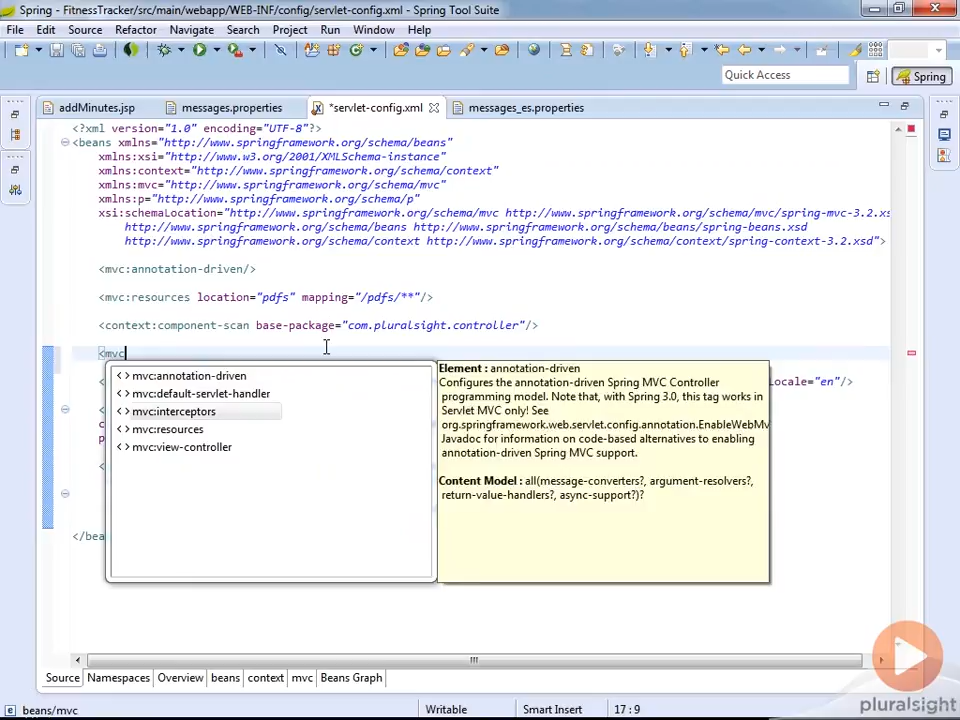 Spring - FitnessTracker/src/main/webapp/WEB-INF/config/servlet-config.xml - Spring Tool Suite
File Edit Source Refactor Navigate Search Project Run Window Help
Quick Access
Spring
addMinutes.jsp messages.properties *servlet-config.xml messages_es.properties
<?xml version="1.0" encoding="UTF-8"?>
<beans xmlns="http://www.springframework.org/schema/beans"
xmlns:xsi="http://www.w3.org/2001/XMLSchema-instance"
xmlns:context="http://www.springframework.org/schema/context"
xmlns:mvc="http://www.springframework.org/schema/mvc"
xmlns:p="http://www.springframework.org/schema/p"
xsi:schemaLocation="http://www.springframework.org/schema/mvc http://www.springframework.org/schema/mvc/spring-mvc-3.2.xs
http://www.springframework.org/schema/beans http://www.springframework.org/schema/beans/spring-beans.xsd
http://www.springframework.org/schema/context http://www.springframework.org/schema/context/spring-context-3.2.xsd">
<mvc:annotation-driven/>
<mvc:resources location="pdfs" mapping="/pdfs/**"/>
<context:component-scan base-package="com.pluralsight.controller"/>
<mvc
mvc:annotation-driven
mvc:default-servlet-handler
mvc:interceptors
mvc:resources
mvc:view-controller
Element : annotation-driven
Configures the annotation-driven Spring MVC Controller
programming model. Note that, with Spring 3.0, this tag works in
Servlet MVC only! See
org.springframework.web.servlet.config.annotation.EnableWebMv
Javadoc for information on code-based alternatives to enabling
annotation-driven Spring MVC support.
Content Model : all(message-converters?, argument-resolvers?,
return-value-handlers?, async-support?)?
< ocale="en"/>
<
c
p
<
</bea
Source Namespaces Overview beans context mvc Beans Graph
beans/mvc Writable Smart Insert 17 : 9
pluralsight